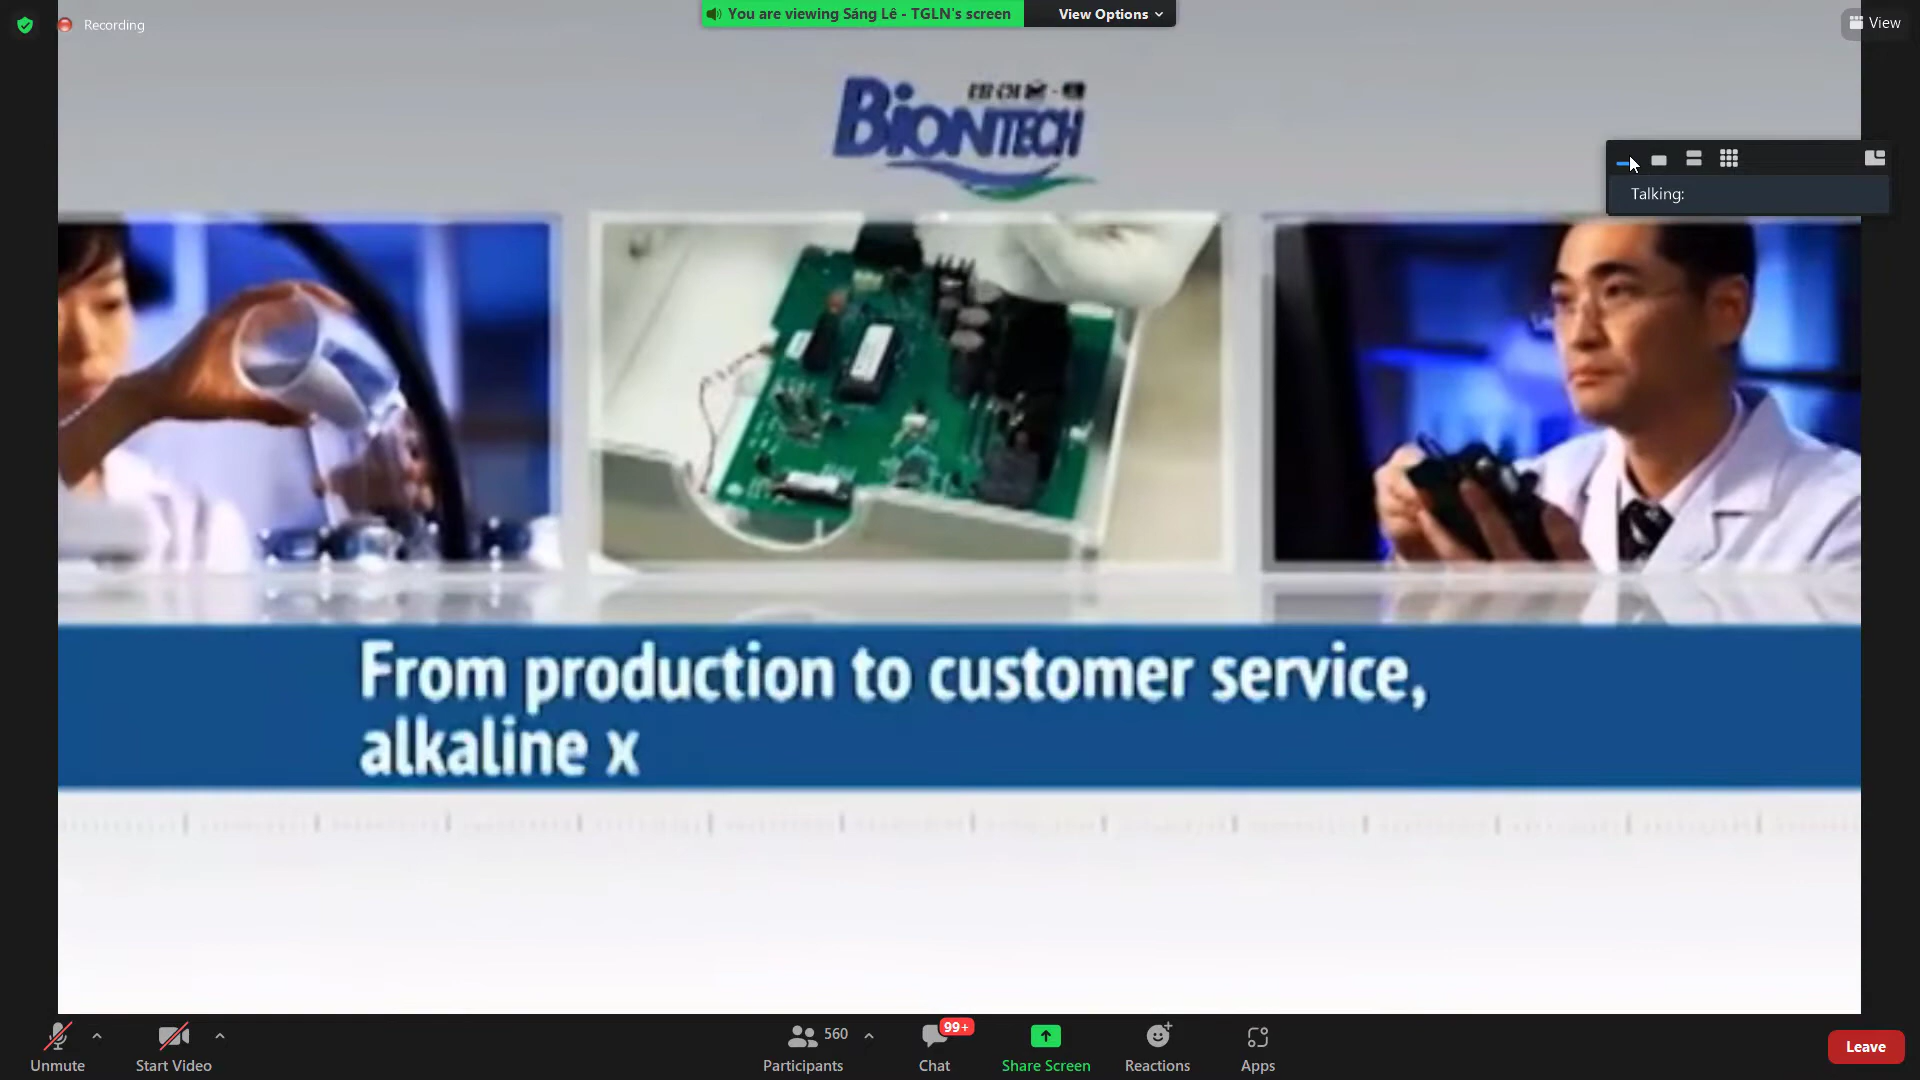 Recording
You are viewing Sáng Lê - TGLN's screen
View Options
View
BIONTECH
Talking:
From production to customer service,
alkaline x
Unmute
Start Video
560
Participants
99+
Chat
Share Screen
Reactions
Apps
Leave